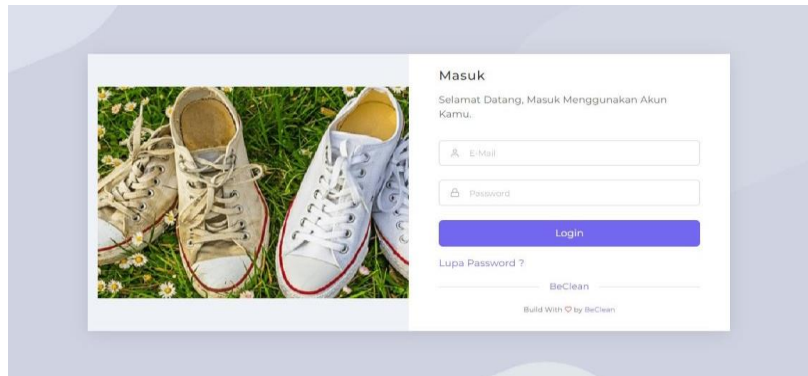 Masuk
Selamat Datang, Masuk Menggunakan Akun
Kamu.
E-Mail
Password
Login
Lupa Password ?
BeClean
Build With ♡ by BeClean